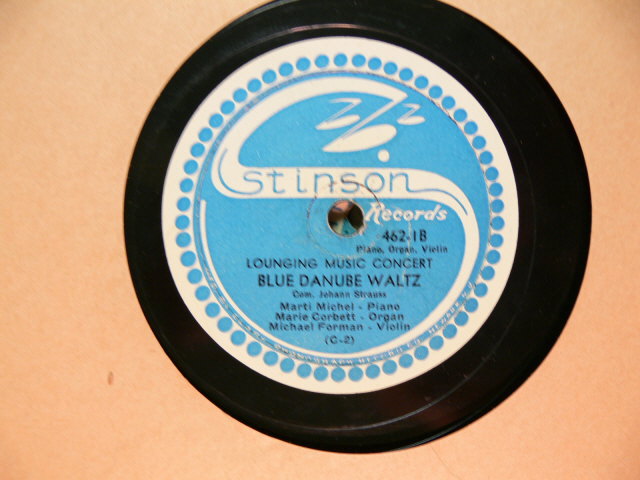 Stinson
Records
462-1B
Piano, Organ, Violin
LOUNGING MUSIC CONCERT
BLUE DANUBE WALTZ
Com. Johann Strauss
Marti Michel - Piano
Marie Corbett - Organ
Michael Forman - Violin
(C-2)